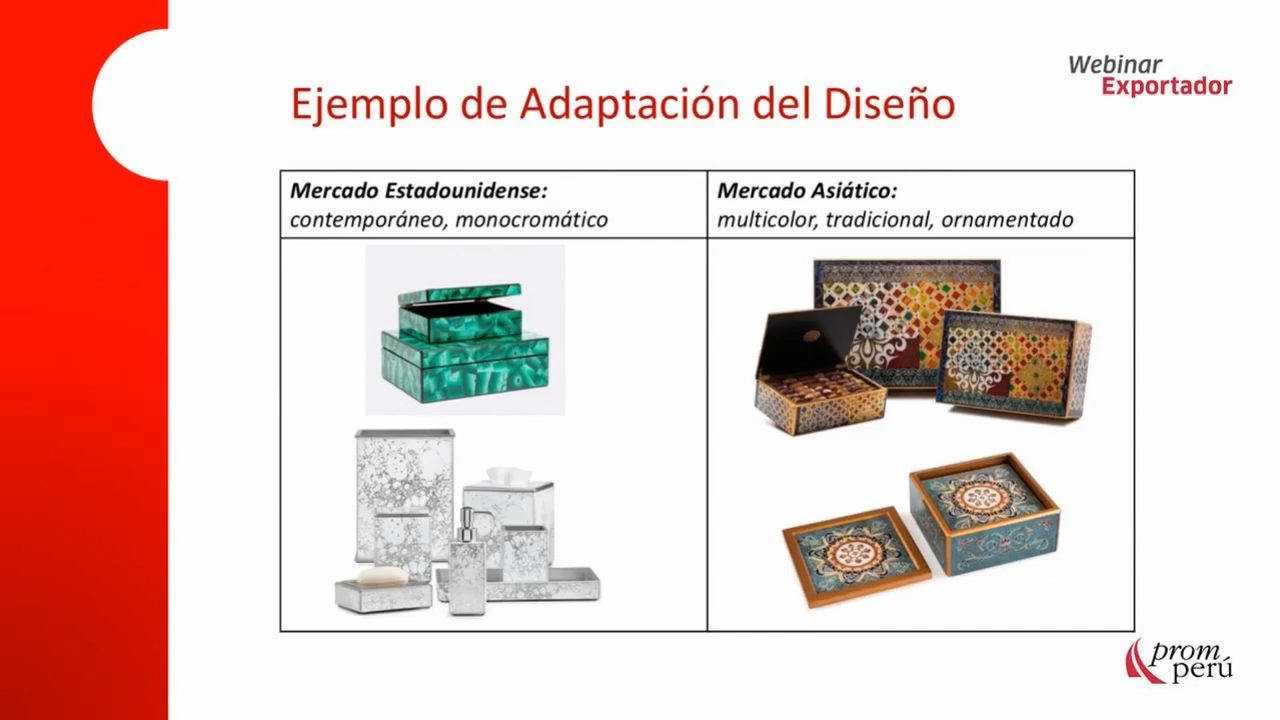 Webinar
Exportador
Ejemplo de Adaptación del Diseño
Mercado Estadounidense:
contemporáneo, monocromático
Mercado Asiático:
multicolor, tradicional, ornamentado
prom
perú